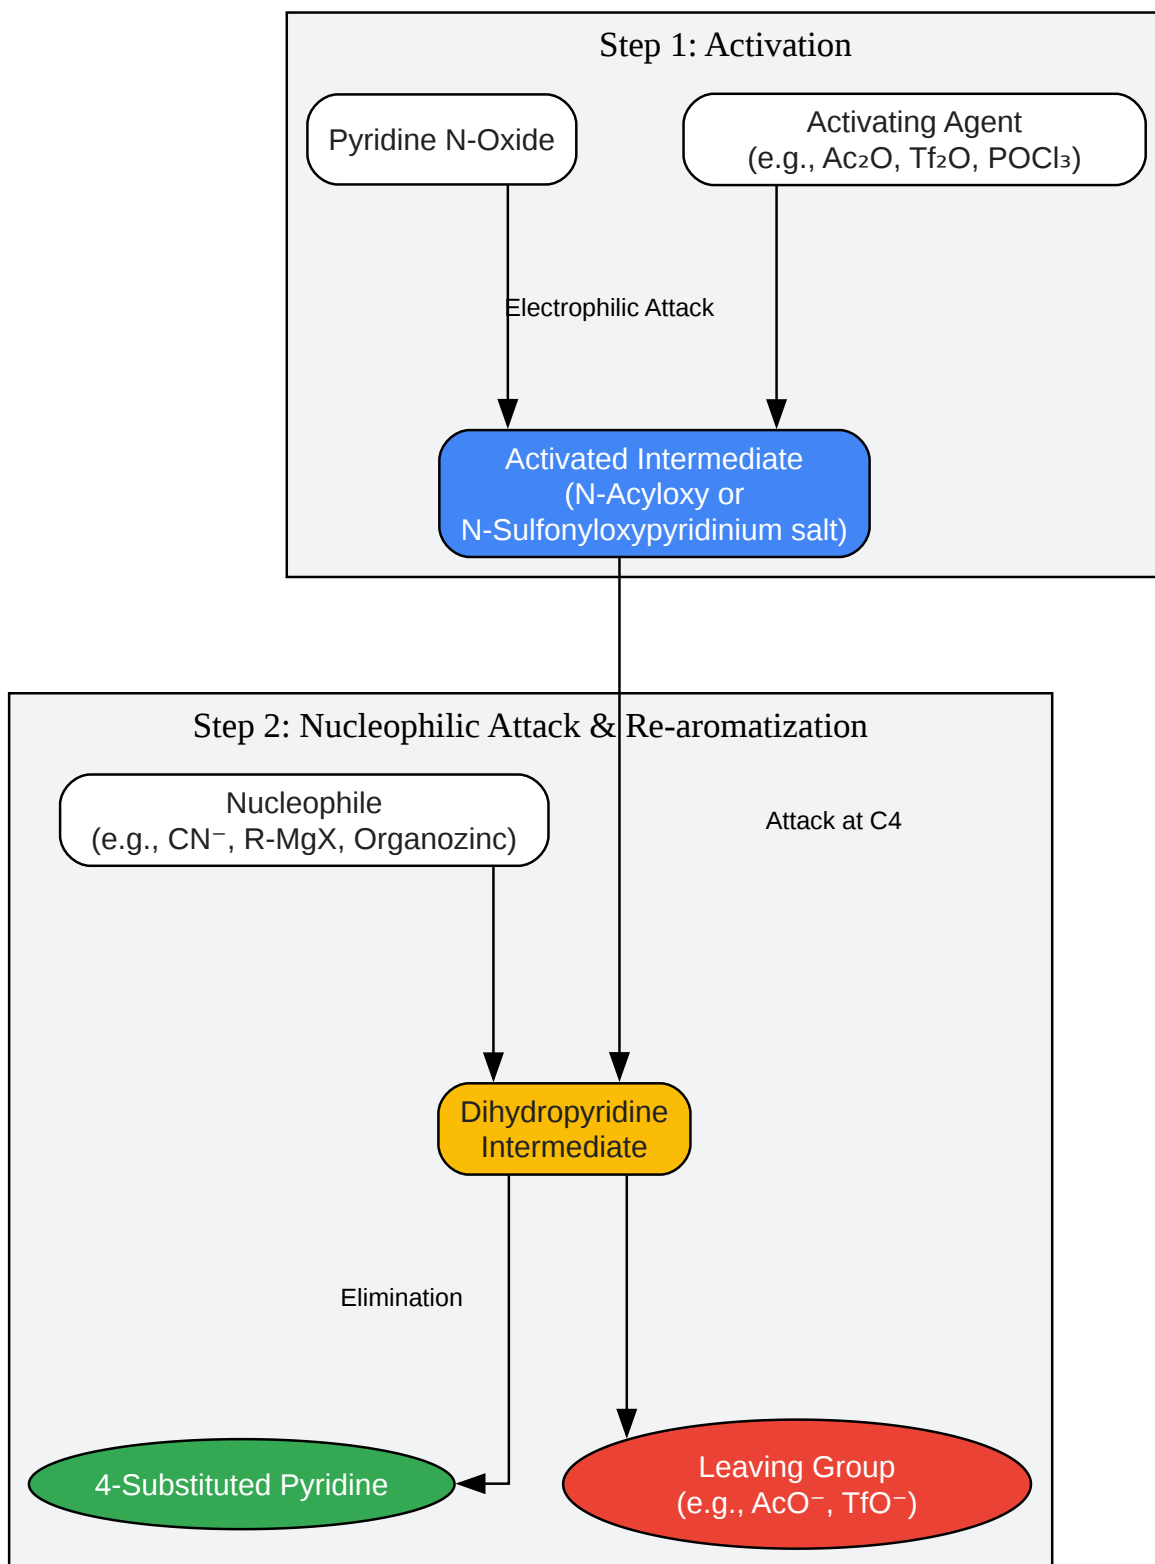 Step 1: Activation
Pyridine N-Oxide
Activating Agent
(e.g., Ac₂O, Tf₂O, POCl₃)
Electrophilic Attack
Activated Intermediate
(N-Acyloxy or
N-Sulfonyloxypyridinium salt)
Step 2: Nucleophilic Attack & Re-aromatization
Nucleophile
(e.g., CN⁻, R-MgX, Organozinc)
Attack at C4
Dihydropyridine
Intermediate
Elimination
4-Substituted Pyridine
Leaving Group
(e.g., AcO⁻, TfO⁻)